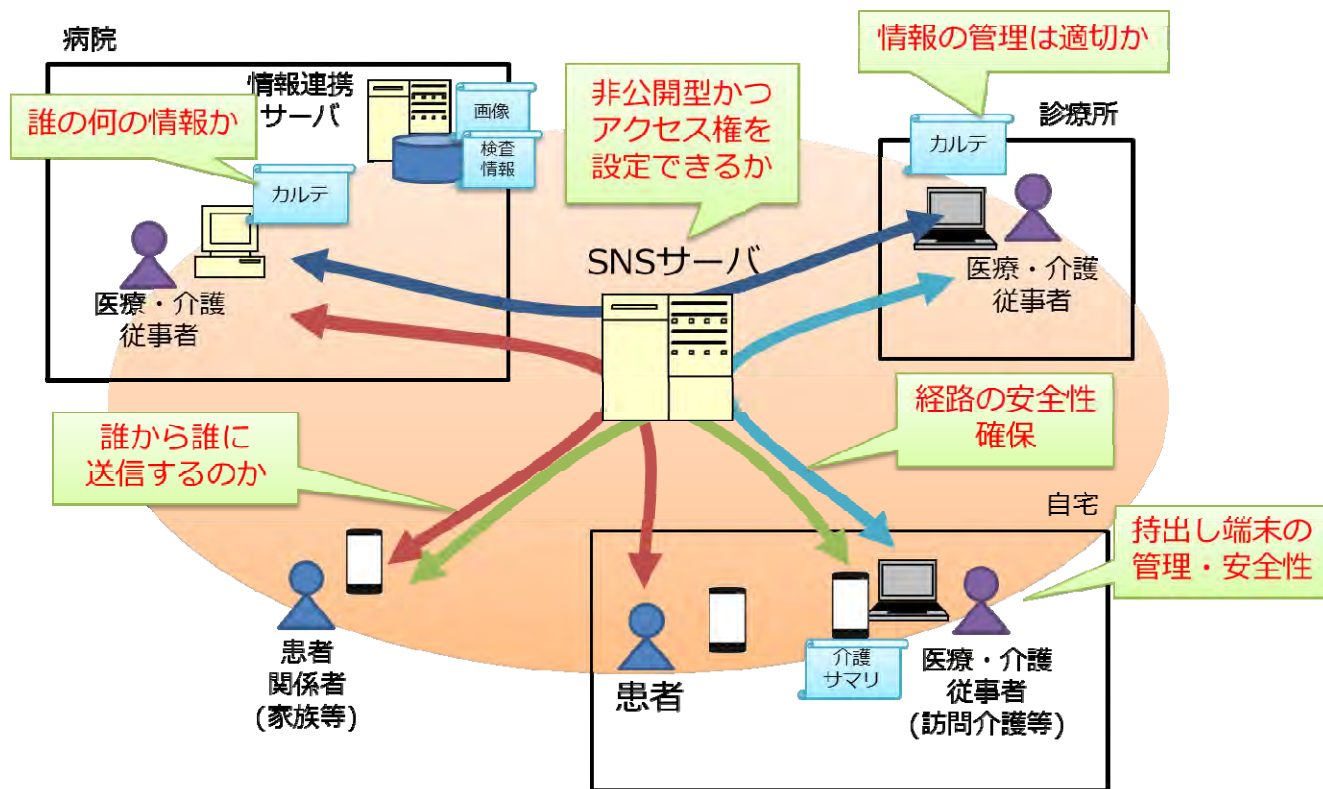 病院
情報連携
サーバ
画像
検査
情報
誰の何の情報か
カルテ
医療・介護
従事者
非公開型かつ
アクセス権を
設定できるか
情報の管理は適切か
診療所
カルテ
医療・介護
従事者
SNSサーバ
経路の安全性
確保
誰から誰に
送信するのか
自宅
持出し端末の
管理・安全性
患者
関係者
(家族等)
患者
介護
サマリ
医療・介護
従事者
(訪問介護等)